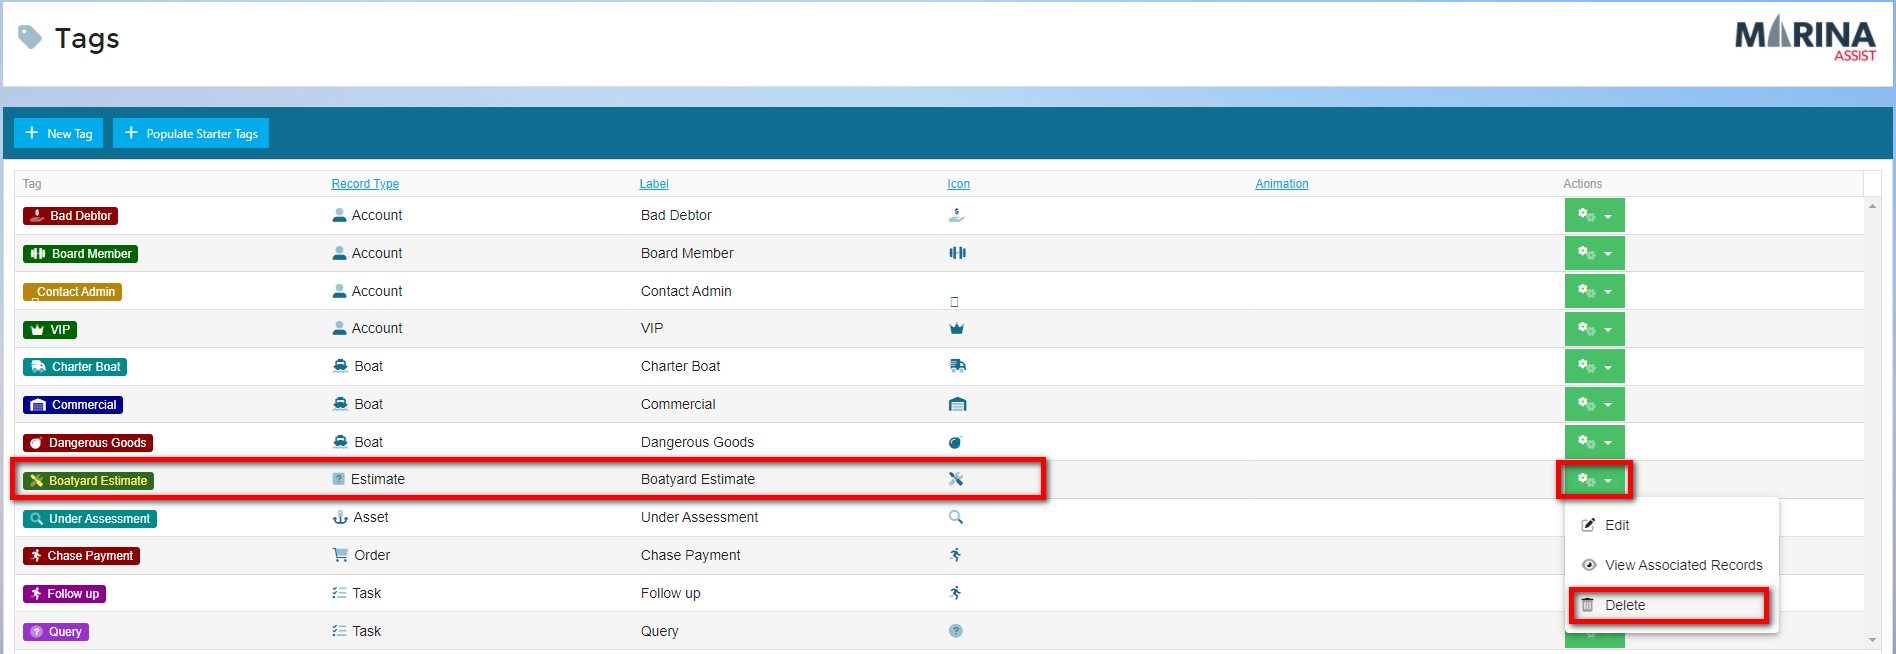 Tags
MARINA
ASSIST
New Tag
Populate Starter Tags
Tag Record Type Label Icon Animation Actions
Bad Debtor Account Bad Debtor
Board Member Account Board Member
Contact Admin Account Contact Admin
VIP Account VIP
Charter Boat Boat Charter Boat
Commercial Boat Commercial
Dangerous Goods Boat Dangerous Goods
Boatyard Estimate Estimate Boatyard Estimate
Under Assessment Asset Under Assessment
Edit
Chase Payment Order Chase Payment
View Associated Records
Follow up Task Follow up
Delete
Query Task Query